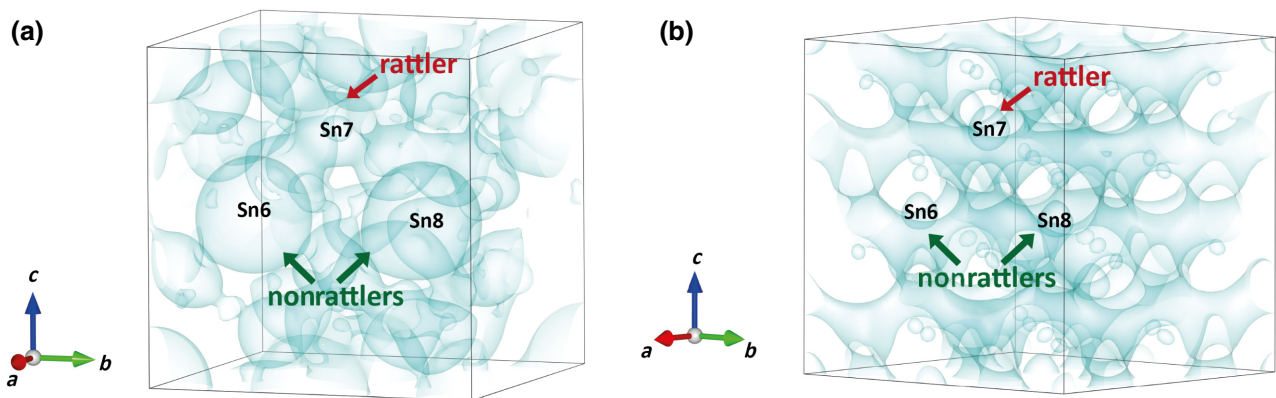 (a)
rattler
Sn7
Sn6
Sn8
nonrattlers
c
b
a
(b)
rattler
Sn7
Sn6
Sn8
nonrattlers
c
a
b